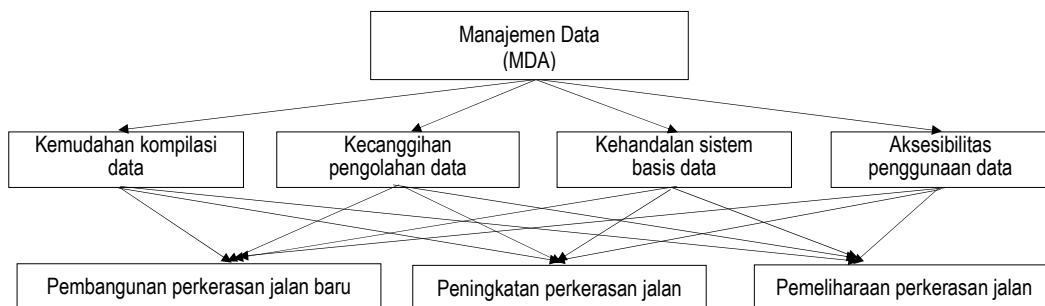 Manajemen Data
(MDA)
Kemudahan kompilasi
data
Kecanggihan
pengolahan data
Kehandalan sistem
basis data
Aksesibilitas
penggunaan data
Pembangunan perkerasan jalan baru
Peningkatan perkerasan jalan
Pemeliharaan perkerasan jalan